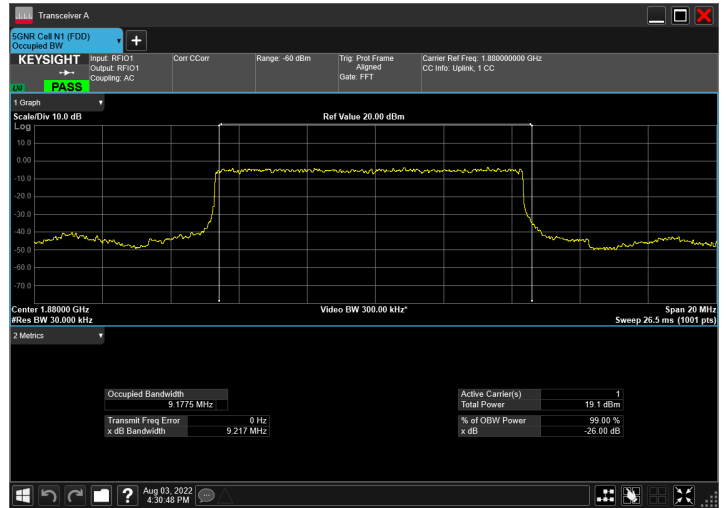 Transceiver A
5GNR Cell N1 (FDD)
Occupied BW
+
KEYSIGHT
Input: RFIO1
Output: RFIO1
Coupling: AC
Corr CCorr
Range: -60 dBm
Trig: Prot Frame
Aligned
Gate: FFT
Carrier Ref Freq: 1.880000000 GHz
CC Info: Uplink, 1 CC
LXI
PASS
1 Graph
Scale/Div 10.0 dB
Ref Value 20.00 dBm
Log
10.0
0.00
-10.0
-20.0
-30.0
-40.0
-50.0
-60.0
-70.0
Center 1.88000 GHz
Video BW 300.00 kHz*
Span 20 MHz
#Res BW 30.000 kHz
Sweep 26.5 ms (1001 pts)
2 Metrics
Occupied Bandwidth
9.1775 MHz
Transmit Freq Error 0 Hz
x dB Bandwidth 9.217 MHz
Active Carrier(s) 1
Total Power 19.1 dBm
% of OBW Power 99.00 %
x dB -26.00 dB
?
Aug 03, 2022
4:30:48 PM